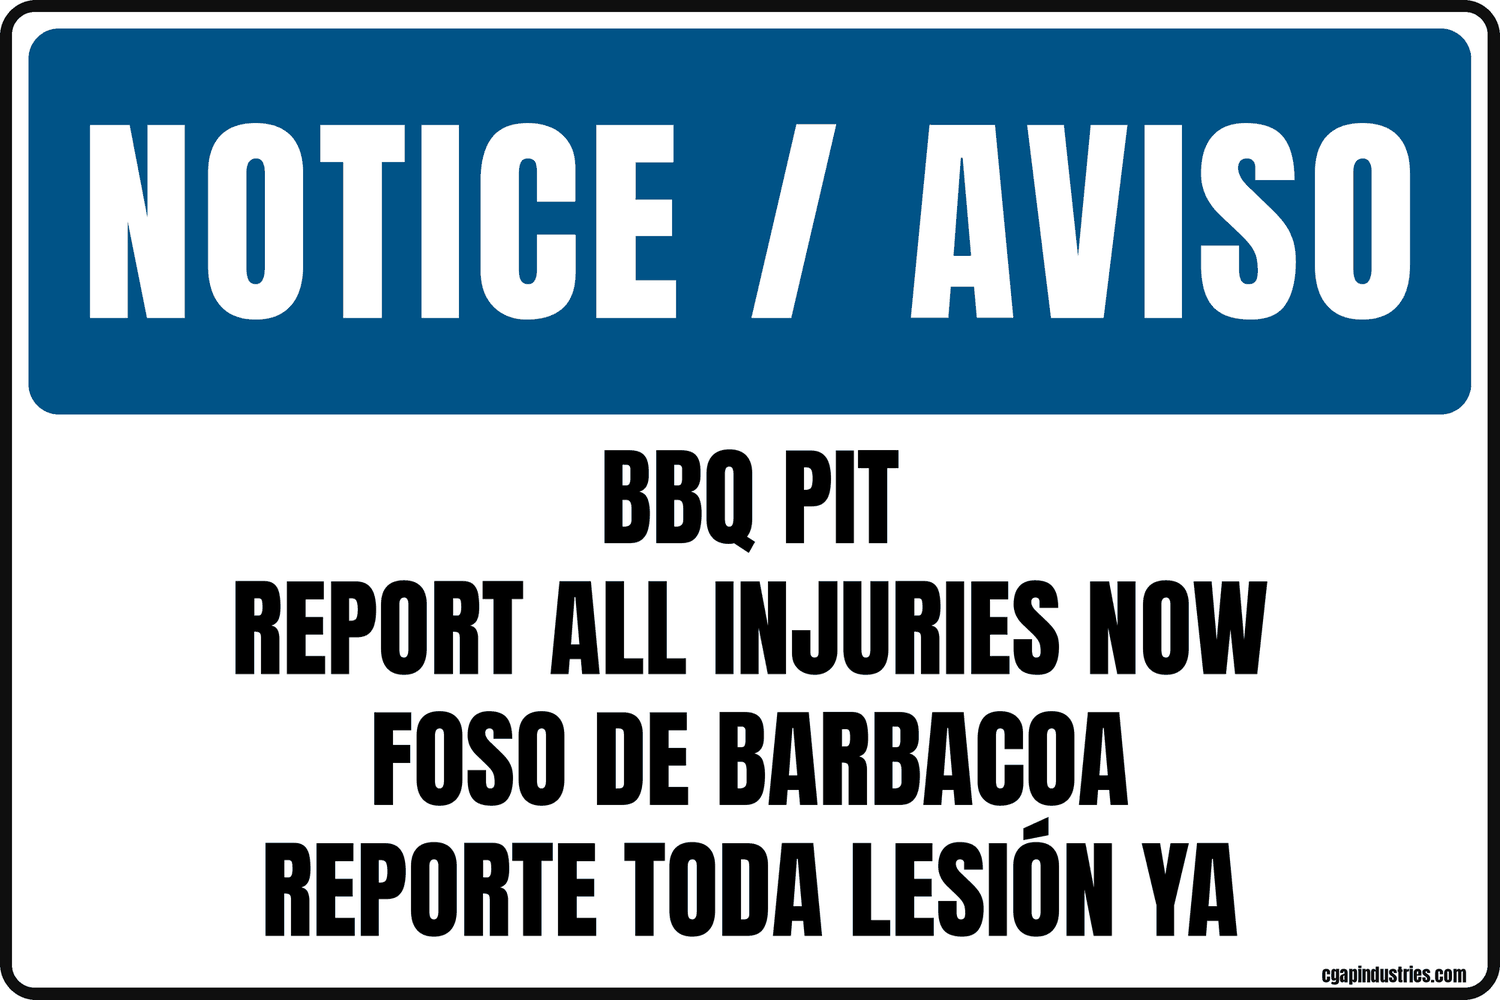 NOTICE / AVISO
BBQ PIT
REPORT ALL INJURIES NOW
FOSO DE BARBACOA
REPORTE TODA LESIÓN YA
cgapindustries.com